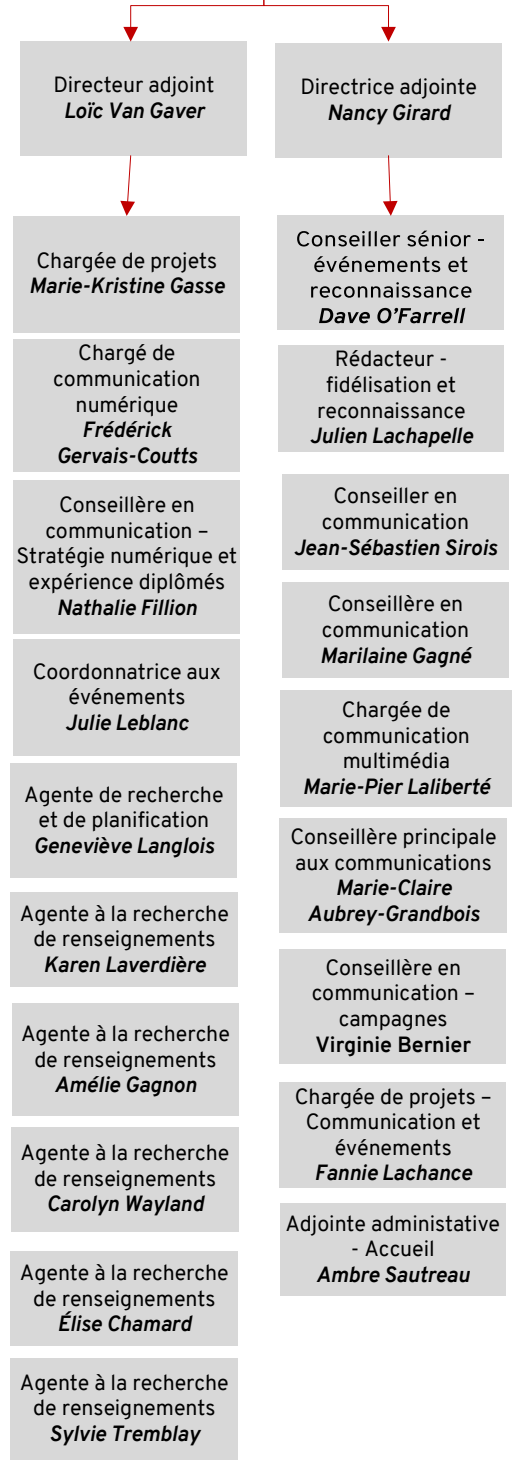 Directeur adjoint
Loïc Van Gaver
Chargée de projets
Marie-Kristine Gasse
Chargé de
communication
numérique
Frédérick
Gervais-Coutts
Conseillère en
communication –
Stratégie numérique et
expérience diplômés
Nathalie Fillion
Coordonnatrice aux
événements
Julie Leblanc
Agente de recherche
et de planification
Geneviève Langlois
Agente à la recherche
de renseignements
Karen Laverdière
Agente à la recherche
de renseignements
Amélie Gagnon
Agente à la recherche
de renseignements
Carolyn Wayland
Agente à la recherche
de renseignements
Élise Chamard
Agente à la recherche
de renseignements
Sylvie Tremblay
Directrice adjointe
Nancy Girard
Conseiller sénior -
événements et
reconnaissance
Dave O'Farrell
Rédacteur -
fidélisation et
reconnaissance
Julien Lachapelle
Conseiller en
communication
Jean-Sébastien Sirois
Conseillère en
communication
Marilaine Gagné
Chargée de
communication
multimédia
Marie-Pier Laliberté
Conseillère principale
aux communications
Marie-Claire
Aubrey-Grandbois
Conseillère en
communication –
campagnes
Virginie Bernier
Chargée de projets –
Communication et
événements
Fannie Lachance
Adjointe administative
- Accueil
Ambre Sautreau